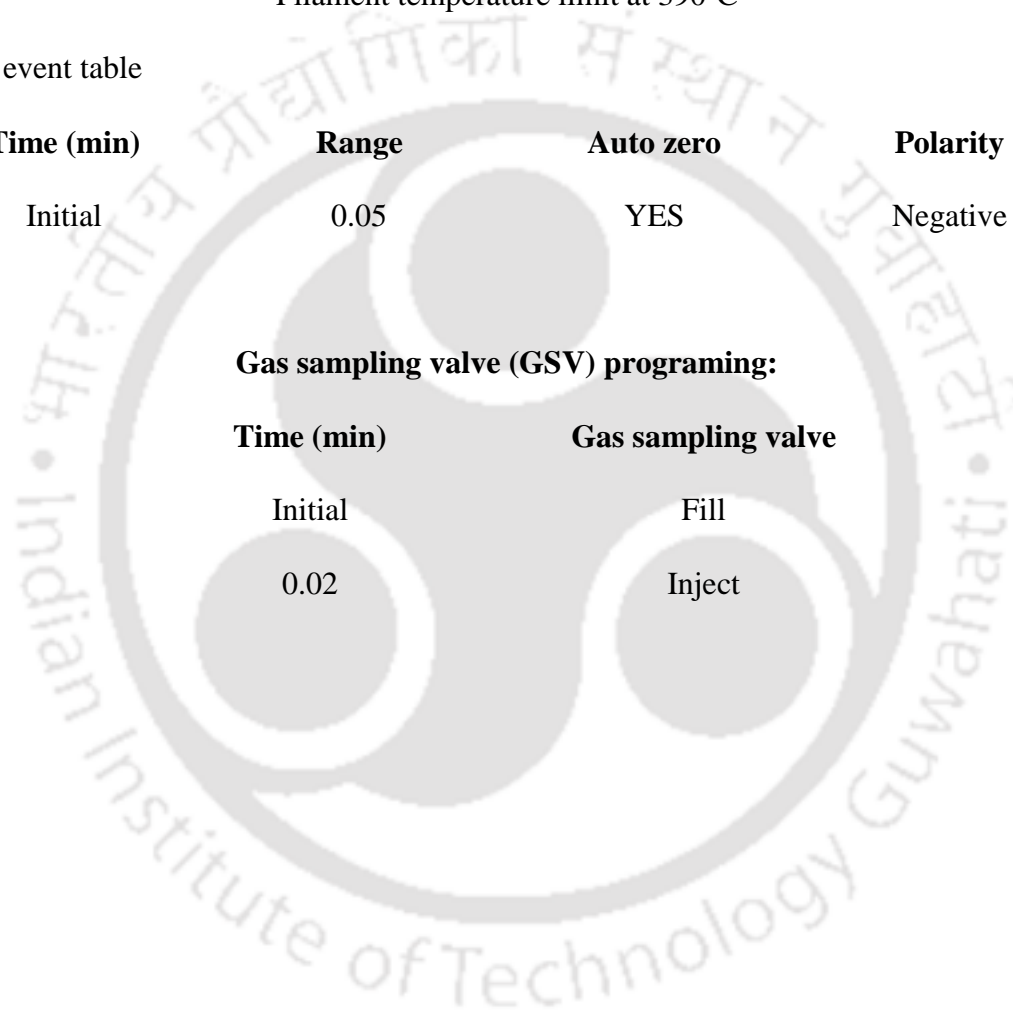 Filament temperature limit at 390°C
event table
Time (min) Range Auto zero Polarity
Initial 0.05 YES Negative
Gas sampling valve (GSV) programing:
Time (min) Gas sampling valve
Initial Fill
0.02 Inject
भारतीय प्रौद्योगिकी संस्थान गुवाहाटी
Indian Institute of Technology Guwahati